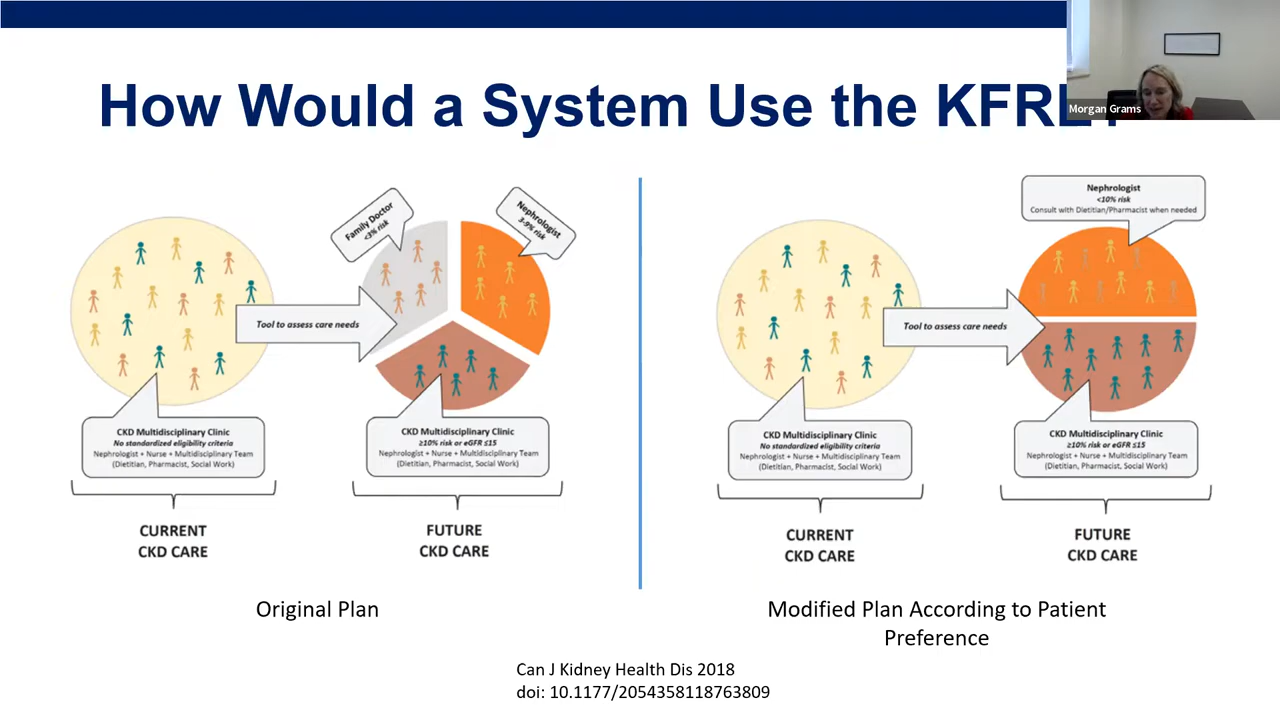 How Would a System Use the KFRE?
Morgan Grams
Family Doctor
<3% risk
Nephrologist
3-9% risk
Tool to assess care needs
CKD Multidisciplinary Clinic
No standardized eligibility criteria
Nephrologist + Nurse + Multidisciplinary Team
(Dietitian, Pharmacist, Social Work)
CKD Multidisciplinary Clinic
≥10% risk or eGFR ≤15
Nephrologist + Nurse + Multidisciplinary Team
(Dietitian, Pharmacist, Social Work)
CURRENT
CKD CARE
FUTURE
CKD CARE
Original Plan
Nephrologist
<10% risk
Consult with Dietitian/Pharmacist when needed
Tool to assess care needs
CKD Multidisciplinary Clinic
No standardized eligibility criteria
Nephrologist + Nurse + Multidisciplinary Team
(Dietitian, Pharmacist, Social Work)
CKD Multidisciplinary Clinic
≥10% risk or eGFR ≤15
Nephrologist + Nurse + Multidisciplinary Team
(Dietitian, Pharmacist, Social Work)
CURRENT
CKD CARE
FUTURE
CKD CARE
Modified Plan According to Patient
Preference
Can J Kidney Health Dis 2018
doi: 10.1177/2054358118763809